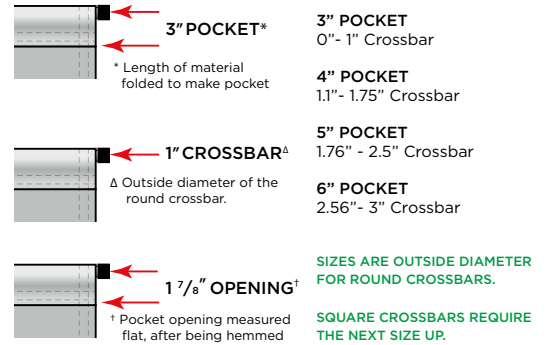 3” POCKET*
* Length of material
folded to make pocket
1” CROSSBAR∆
∆ Outside diameter of the
round crossbar.
1 7/8” OPENING†
† Pocket opening measured
flat, after being hemmed
3” POCKET
0”- 1” Crossbar
4” POCKET
1.1”- 1.75” Crossbar
5” POCKET
1.76” - 2.5” Crossbar
6” POCKET
2.56”- 3” Crossbar
SIZES ARE OUTSIDE DIAMETER
FOR ROUND CROSSBARS.
SQUARE CROSSBARS REQUIRE
THE NEXT SIZE UP.